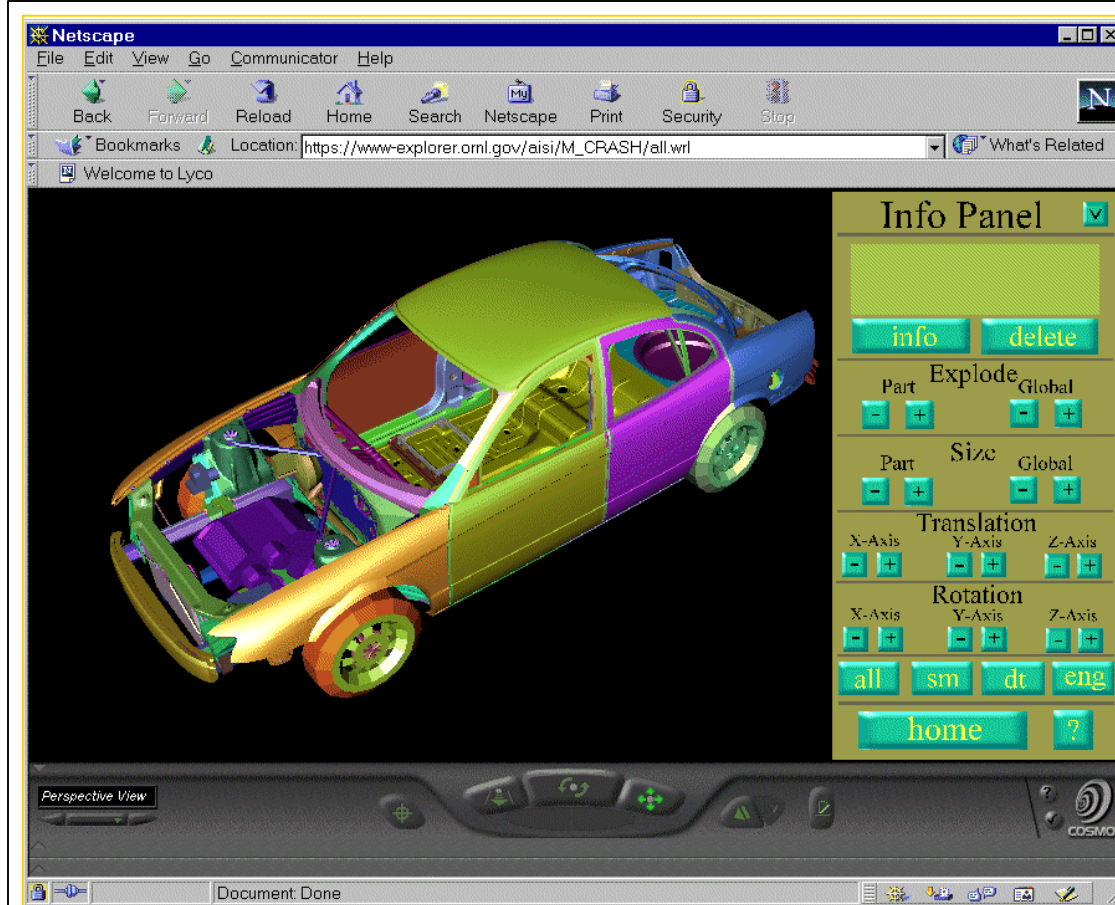 Netscape
File Edit View Go Communicator Help
Back Forward Reload Home Search Netscape Print Security Stop
My
N
Bookmarks Location: https://www-explorer.ornl.gov/aisi/M_CRASH/all.wrl What's Related
Welcome to Lyco
Info Panel
info delete
Explode
Part Global
- + - +
Size
Part Global
- + - +
Translation
X-Axis Y-Axis Z-Axis
- + - + - +
Rotation
X-Axis Y-Axis Z-Axis
- + - + - +
all sm dt eng
home ?
Perspective View
?
COSMO
Document: Done